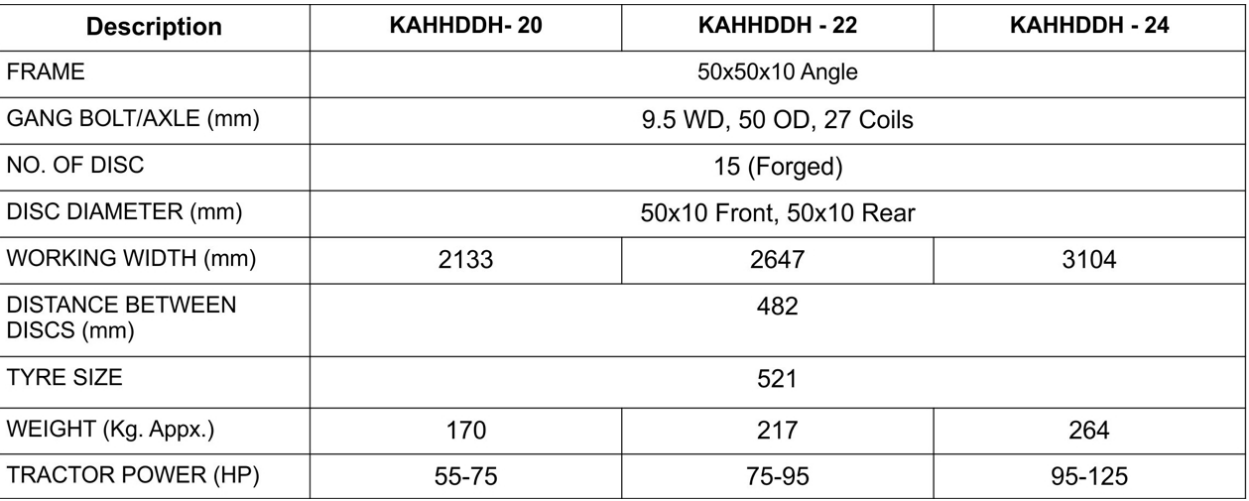 Description KAHHDDH- 20 KAHHDDH - 22 KAHHDDH - 24
FRAME 50x50x10 Angle
GANG BOLT/AXLE (mm) 9.5 WD, 50 OD, 27 Coils
NO. OF DISC 15 (Forged)
DISC DIAMETER (mm) 50x10 Front, 50x10 Rear
WORKING WIDTH (mm) 2133 2647 3104
DISTANCE BETWEEN 482
DISCS (mm)
TYRE SIZE 521
WEIGHT (Kg. Appx.) 170 217 264
TRACTOR POWER (HP) 55-75 75-95 95-125